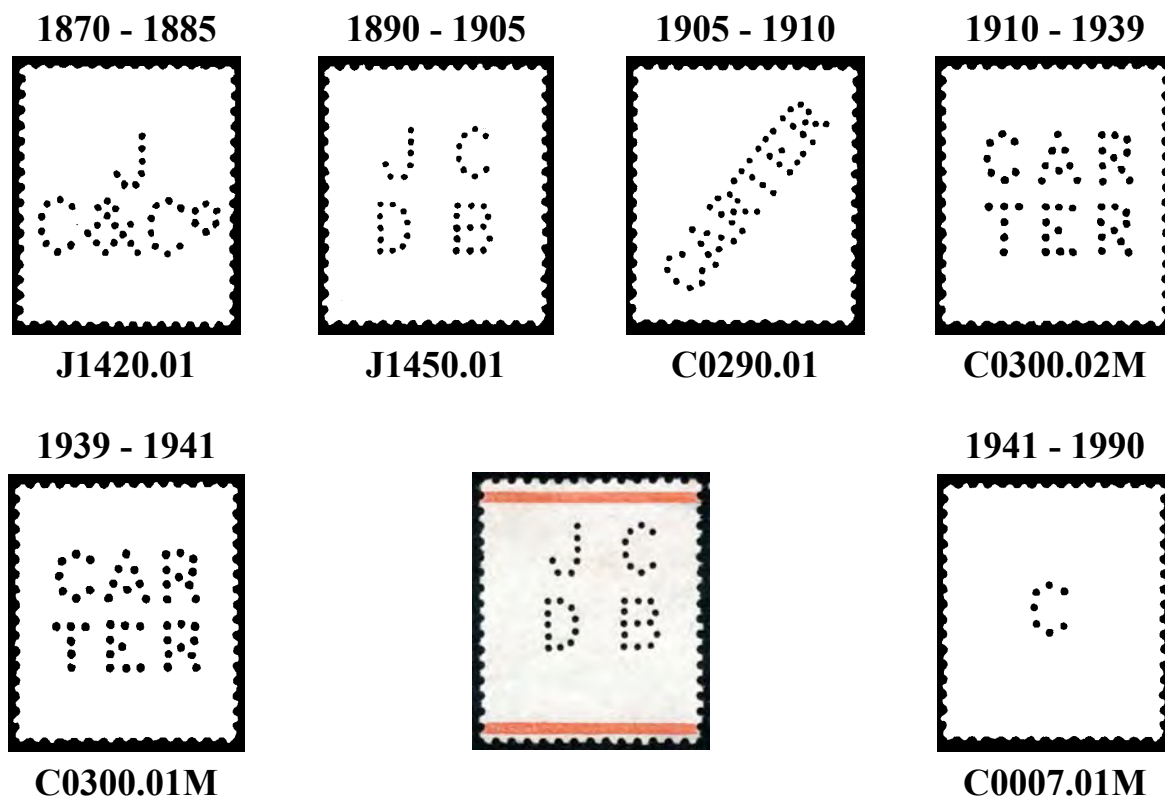 1870 - 1885
1890 - 1905
1905 - 1910
1910 - 1939
J
C&Cº
J C
D B
CARTER
CAR
TER
J1420.01
J1450.01
C0290.01
C0300.02M
1939 - 1941
1941 - 1990
CAR
TER
J C
D B
C
C0300.01M
C0007.01M